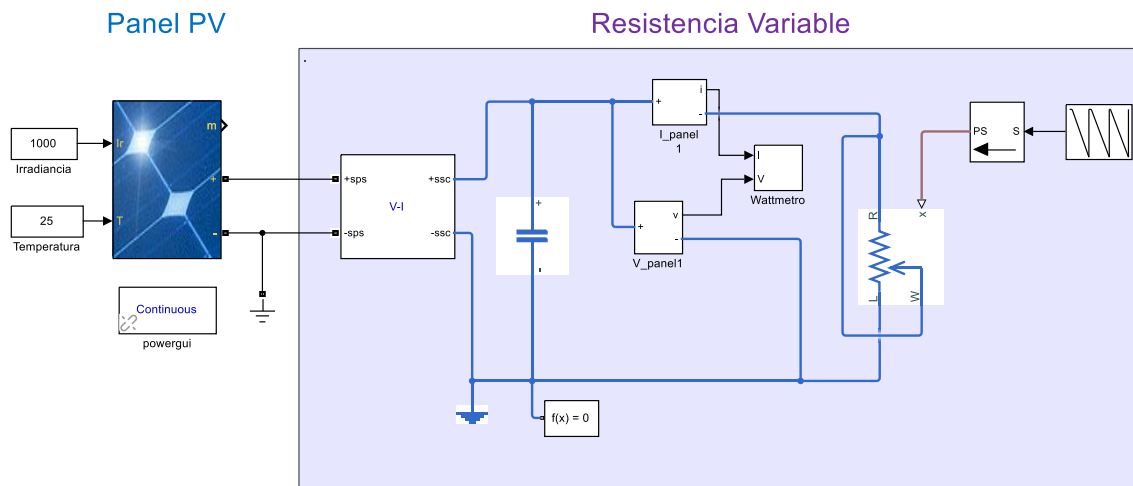 Panel PV
Resistencia Variable
1000
Irradiancia
25
Temperatura
Ir
T
m
+
-
Continuous
powergui
+sps
-sps
V-I
+ssc
-ssc
+
-
+
i
-
I_panel
1
I
V
Wattmetro
+
v
-
V_panel1
f(x) = 0
PS
S
R
x
L
W